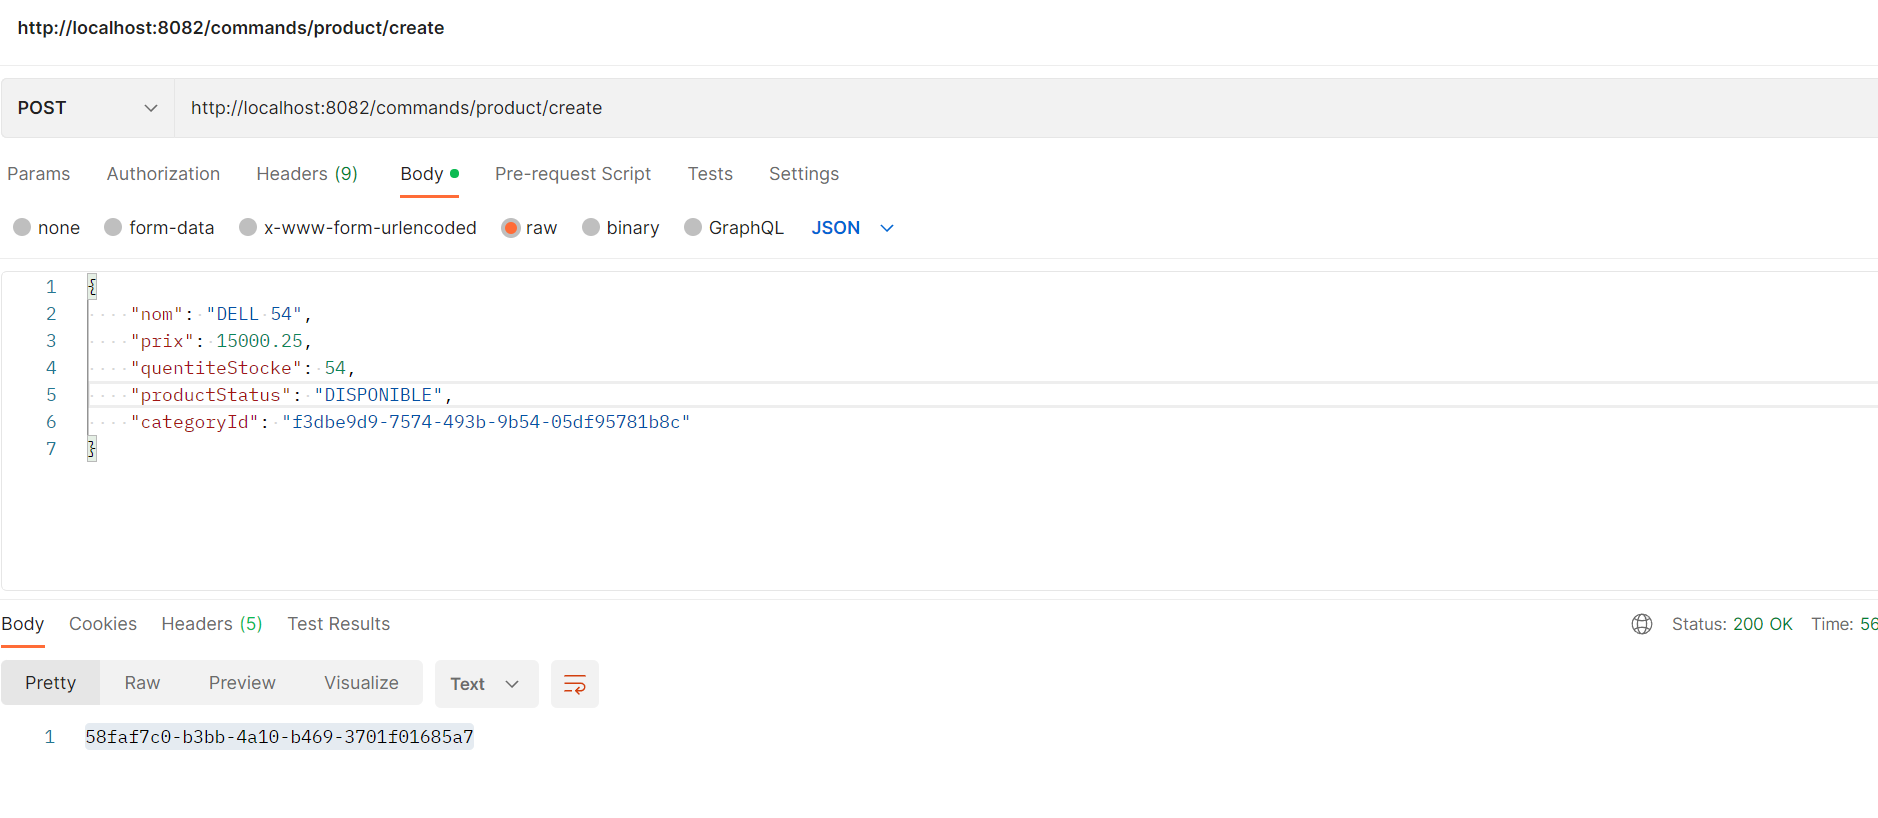 http://localhost:8082/commands/product/create
POST http://localhost:8082/commands/product/create
Params Authorization Headers (9) Body Pre-request Script Tests Settings
none form-data x-www-form-urlencoded raw binary GraphQL JSON
1 {
2 "nom": "DELL 54",
3 "prix": 15000.25,
4 "quentiteStocke": 54,
5 "productStatus": "DISPONIBLE",
6 "categoryId": "f3dbe9d9-7574-493b-9b54-05df95781b8c"
7 }
Body Cookies Headers (5) Test Results Status: 200 OK Time: 56
Pretty Raw Preview Visualize Text
1 58faf7c0-b3bb-4a10-b469-3701f01685a7